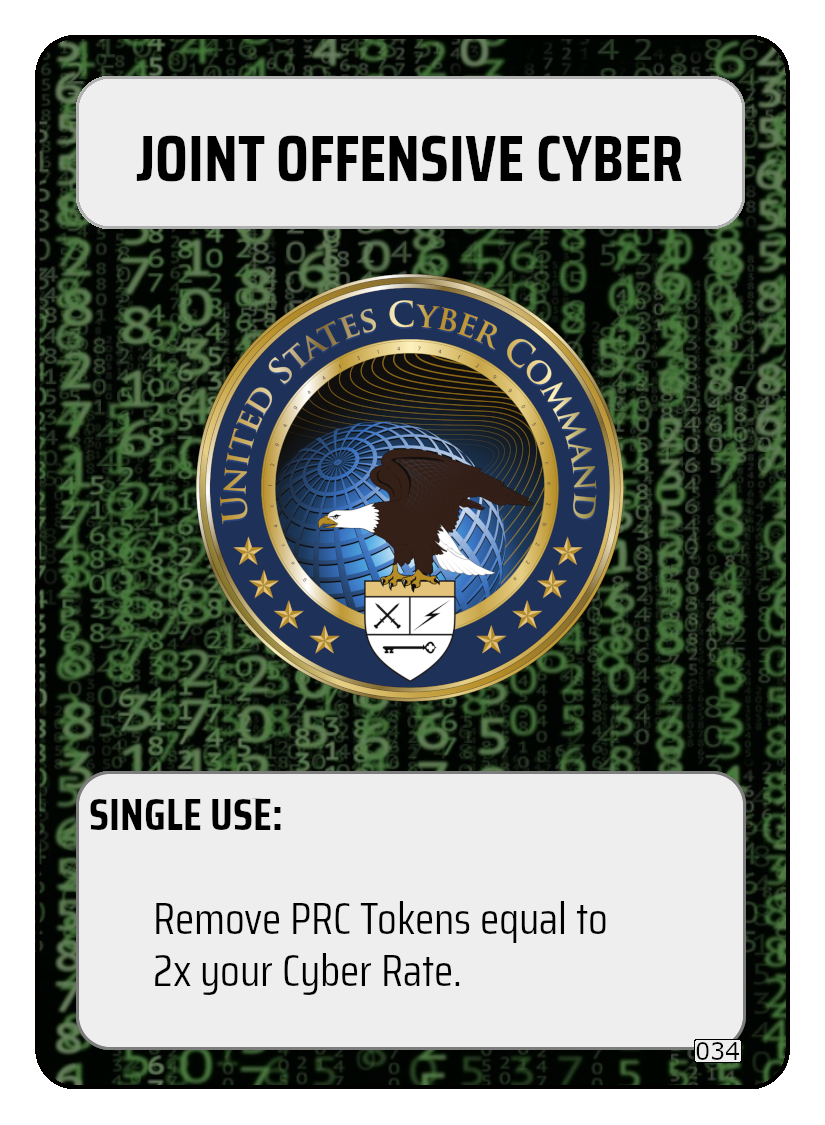 JOINT OFFENSIVE CYBER
UNITED STATES CYBER COMMAND
SINGLE USE:
Remove PRC Tokens equal to
2x your Cyber Rate.
034